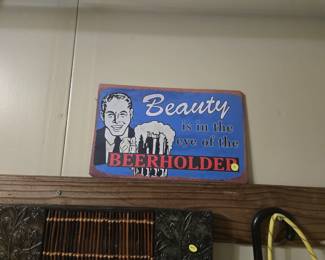 Beauty
is in the
eye of the
BEERHOLDER